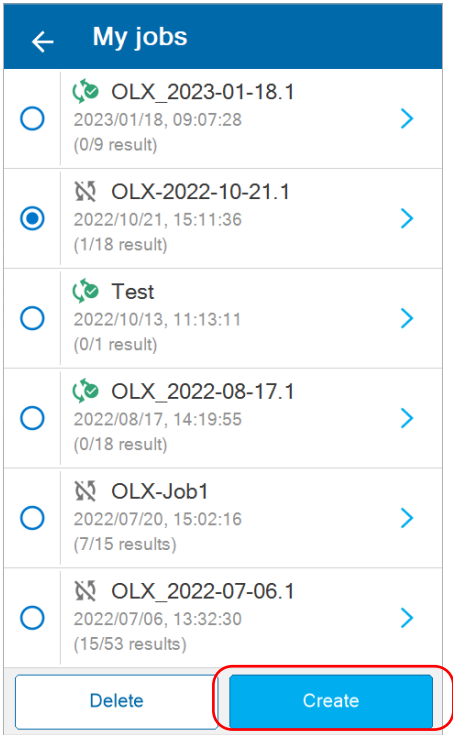 My jobs
OLX_2023-01-18.1
2023/01/18, 09:07:28
(0/9 result)
OLX-2022-10-21.1
2022/10/21, 15:11:36
(1/18 result)
Test
2022/10/13, 11:13:11
(0/1 result)
OLX_2022-08-17.1
2022/08/17, 14:19:55
(0/18 result)
OLX-Job1
2022/07/20, 15:02:16
(7/15 results)
OLX_2022-07-06.1
2022/07/06, 13:32:30
(15/53 results)
Delete Create